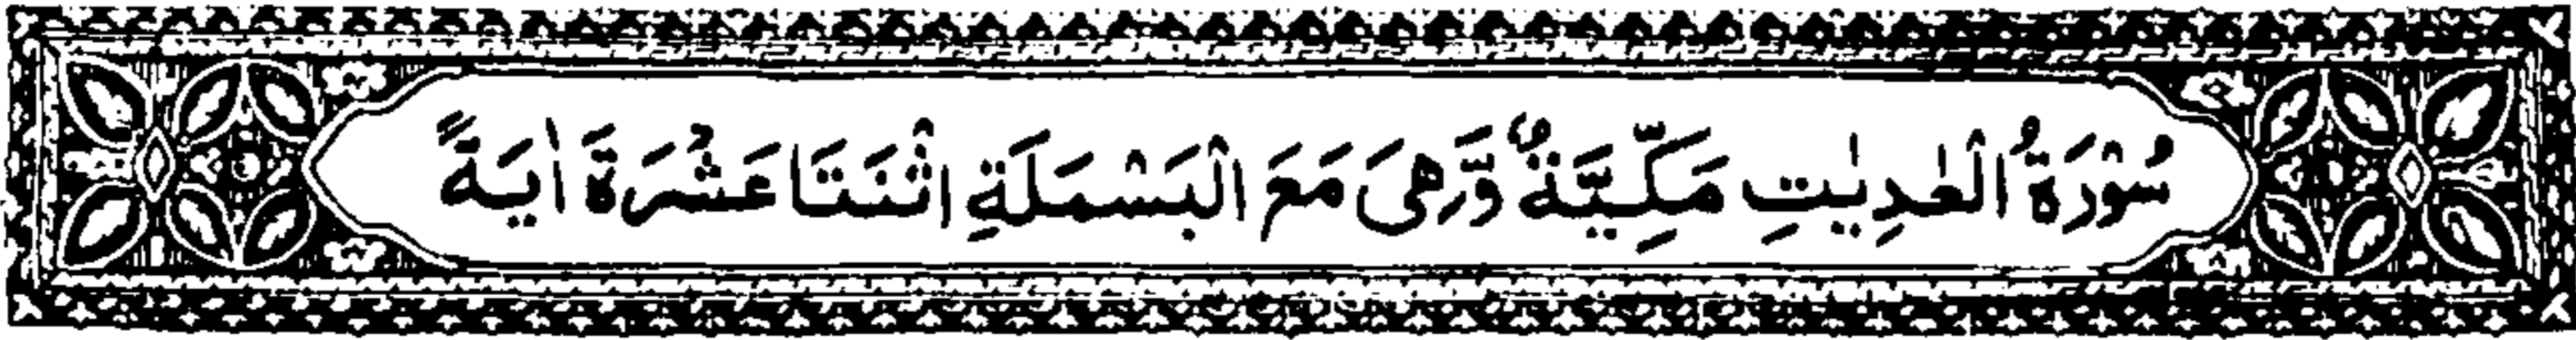 سُوْرَةُ الْعٰدِيٰتِ مَكِّيَّةٌ وَّهِىَ مَعَ الْبَسْمَلَةِ اثْنَتَا عَشْرَةَ اٰيَةً